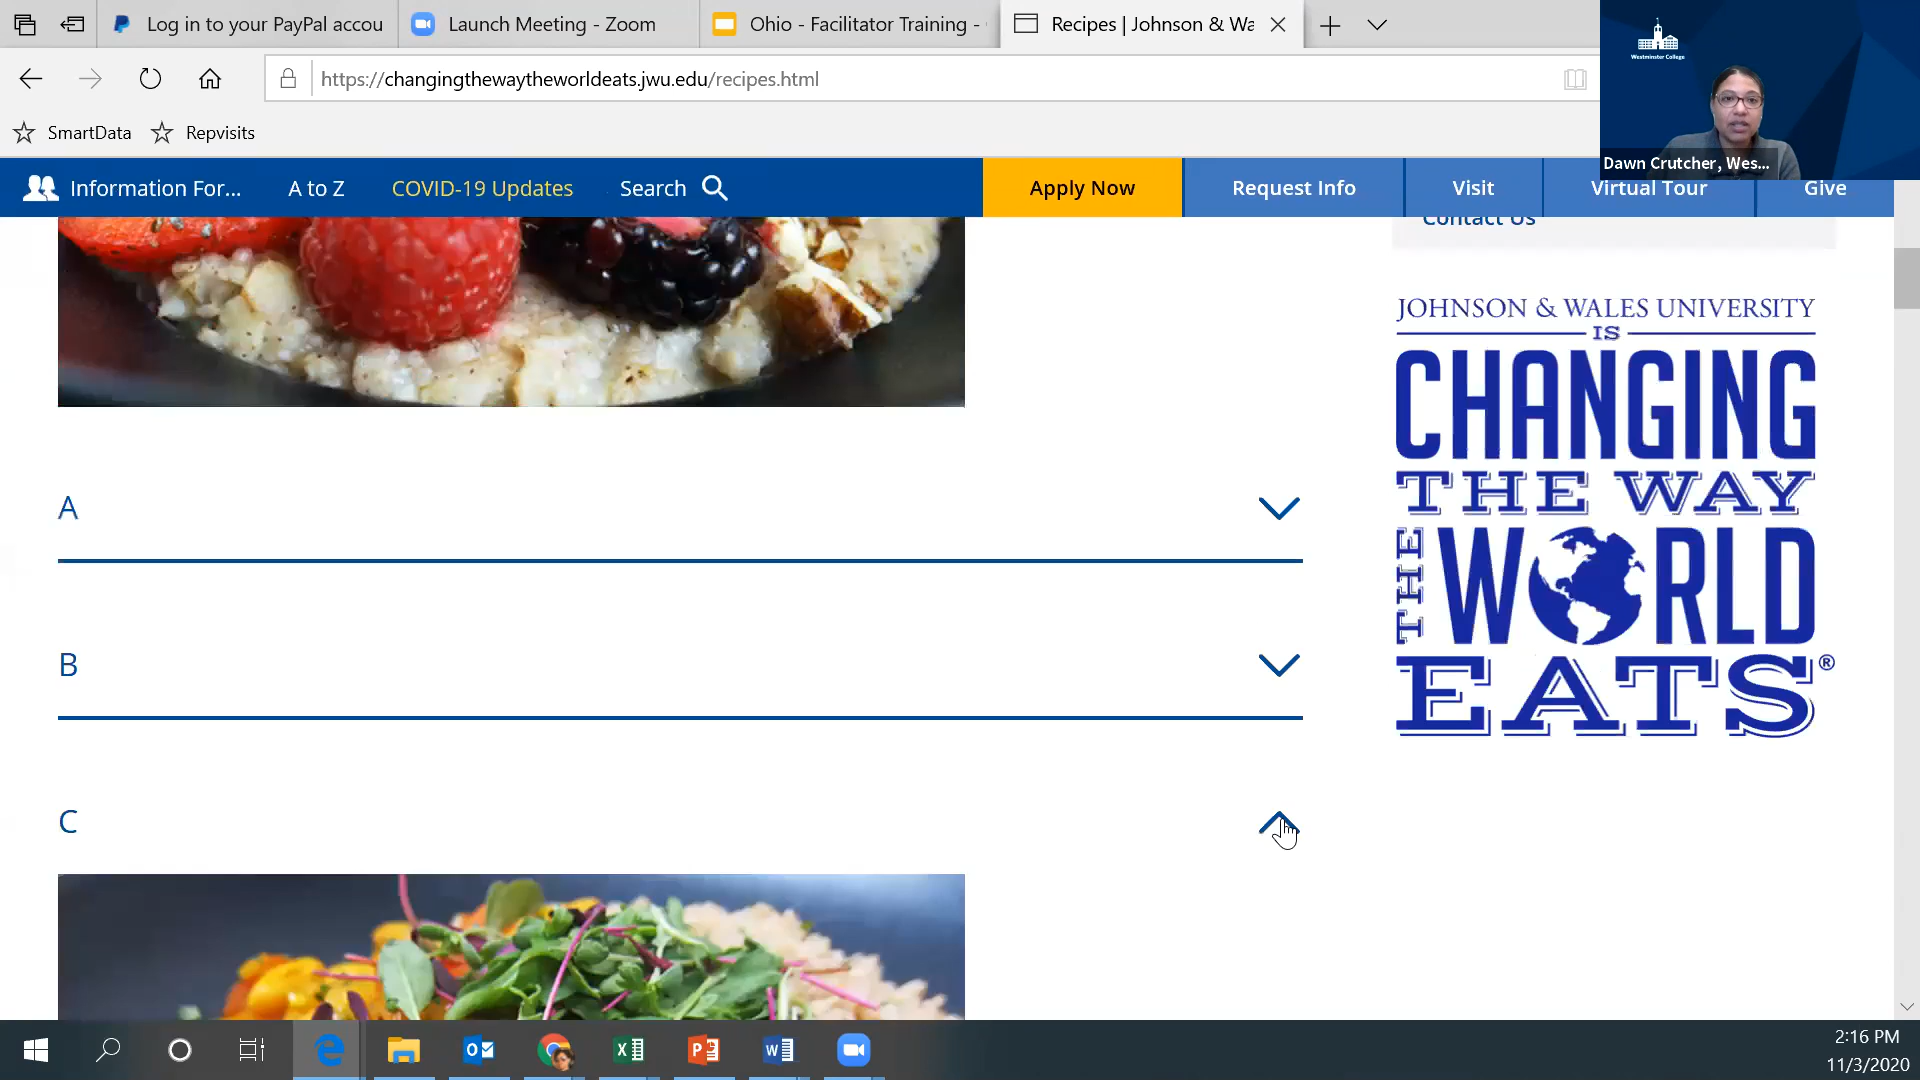 Log in to your PayPal accou
Launch Meeting - Zoom
Ohio - Facilitator Training -
Recipes | Johnson & Wa
https://changingthewaytheworldeats.jwu.edu/recipes.html
SmartData
Repvisits
Westminster College
Dawn Crutcher, Wes...
Information For...
A to Z
COVID-19 Updates
Search
Apply Now
Request Info
Visit
Virtual Tour
Give
Contact Us
JOHNSON & WALES UNIVERSITY
IS
CHANGING
THE WAY
THE WORLD
EATS®
A
B
C
2:16 PM
11/3/2020